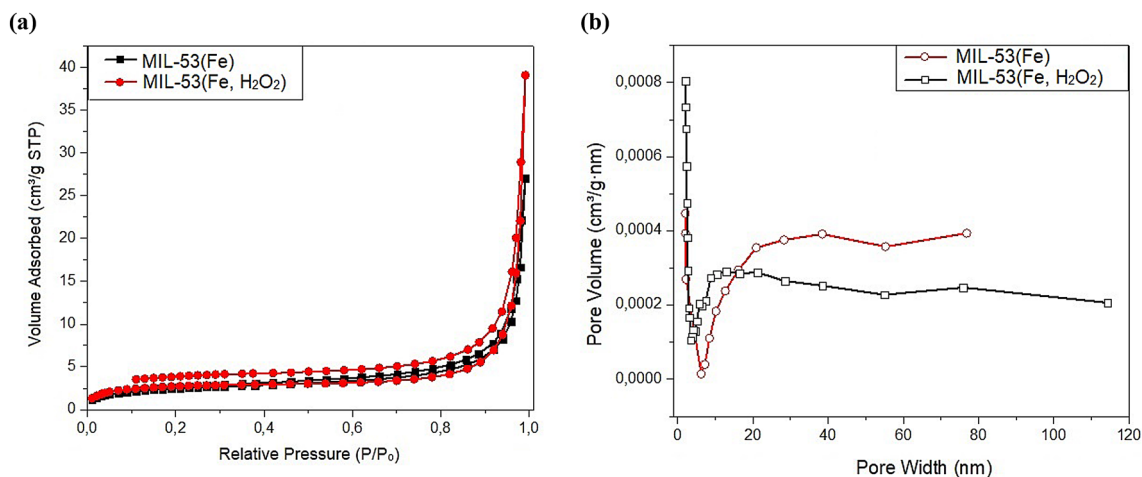 (a)
MIL-53(Fe)
MIL-53(Fe, H₂O₂)
Volume Adsorbed (cm³/g STP)
40
35
30
25
20
15
10
5
0
0,0 0,2 0,4 0,6 0,8 1,0
Relative Pressure (P/P₀)
(b)
MIL-53(Fe)
MIL-53(Fe, H₂O₂)
Pore Volume (cm³/g·nm)
0,0008
0,0006
0,0004
0,0002
0,0000
0 20 40 60 80 100 120
Pore Width (nm)